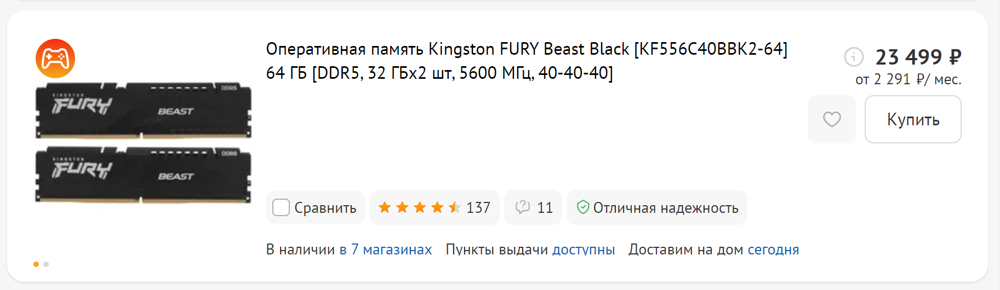 Оперативная память Kingston FURY Beast Black [KF556C40BBK2-64]
64 ГБ [DDR5, 32 ГБx2 шт, 5600 МГц, 40-40-40]
23 499 ₽
от 2 291 ₽/ мес.
Купить
KINGSTON
FURY
BEAST
DDR5
KINGSTON
FURY
BEAST
DDR5
Сравнить
137
11
Отличная надежность
В наличии в 7 магазинах Пункты выдачи доступны Доставим на дом сегодня